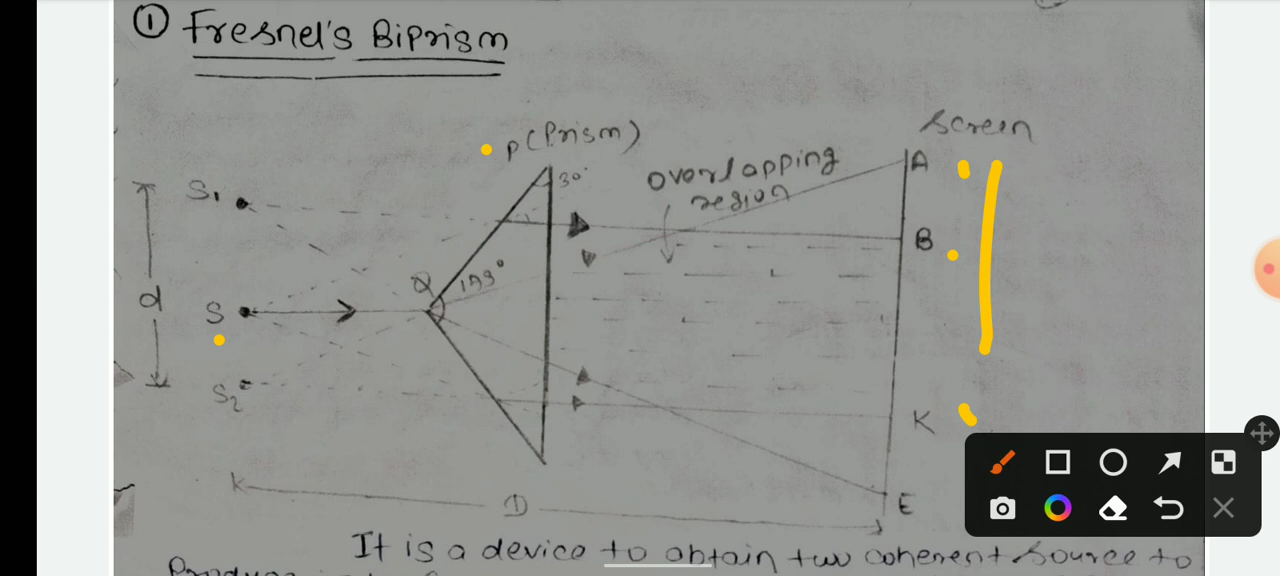 ① Fresnel's Biprism
Screen
P (Prism)
A
30°
overlapping
region
S₁
B
Q 179°
d
S
S₂
K
D
E
It is a device to obtain two coherent source to